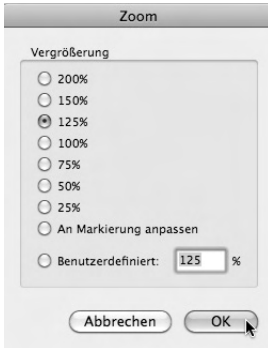 Zoom
Vergrößerung
200%
150%
125%
100%
75%
50%
25%
An Markierung anpassen
Benutzerdefiniert: 125 %
Abbrechen OK